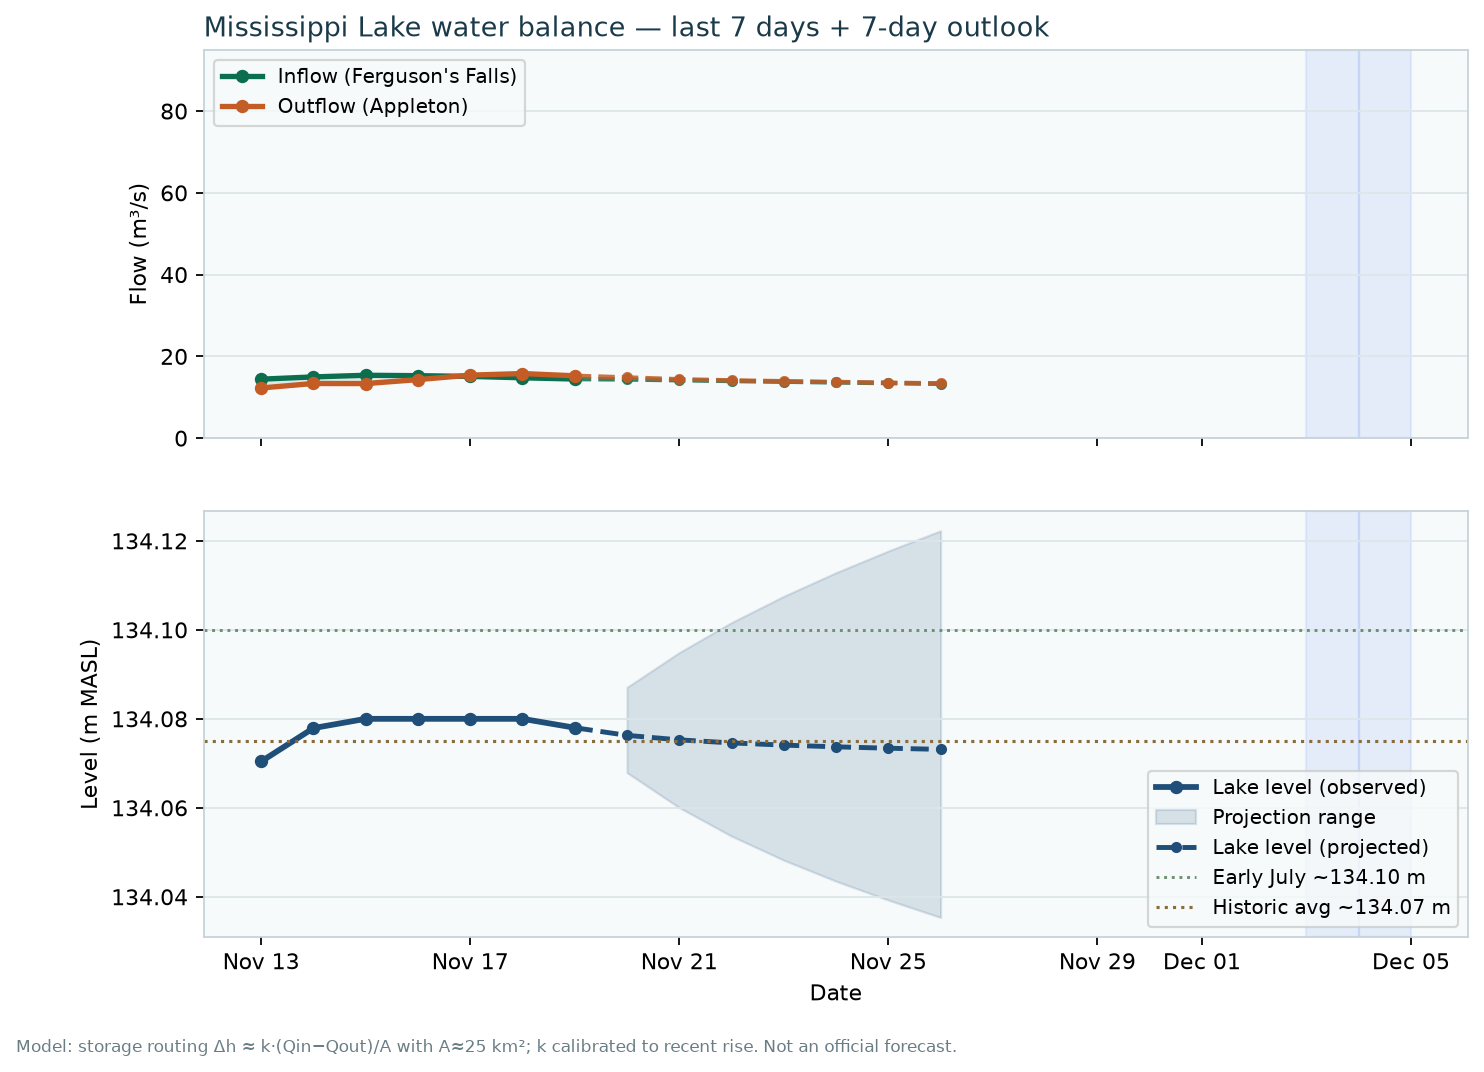 Mississippi Lake water balance — last 7 days + 7-day outlook
Inflow (Ferguson's Falls)
Outflow (Appleton)
Flow (m³/s)
80
60
40
20
0
Level (m MASL)
134.12
134.10
134.08
134.06
134.04
Lake level (observed)
Projection range
Lake level (projected)
Early July ~134.10 m
Historic avg ~134.07 m
Nov 13 Nov 17 Nov 21 Nov 25 Nov 29 Dec 01 Dec 05
Date
Model: storage routing Δh ≈ k·(Qin−Qout)/A with A≈25 km²; k calibrated to recent rise. Not an official forecast.